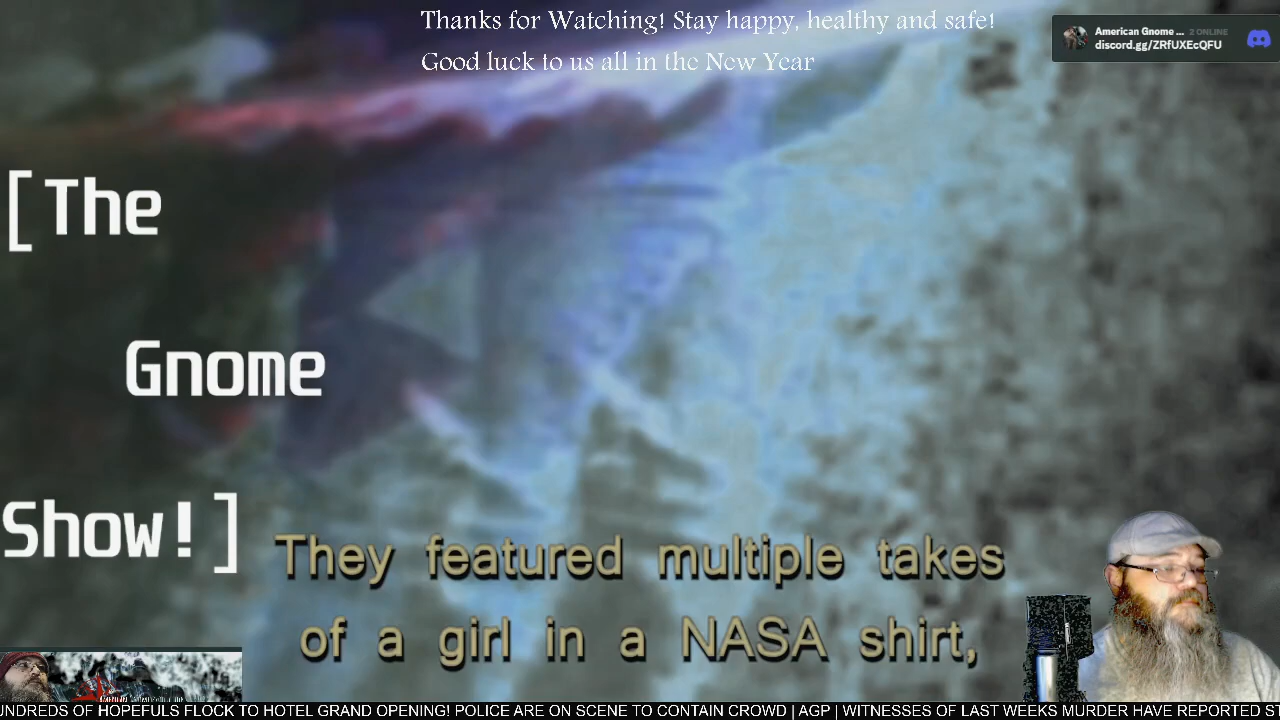 Thanks for Watching! Stay happy, healthy and safe!
Good luck to us all in the New Year
American Gnome ... 2 ONLINE
discord.gg/ZRfUXEcQFU
[The
Gnome
Show!]
They featured multiple takes
of a girl in a NASA shirt,
UNDREDS OF HOPEFULS FLOCK TO HOTEL GRAND OPENING! POLICE ARE ON SCENE TO CONTAIN CROWD | AGP | WITNESSES OF LAST WEEKS MURDER HAVE REPORTED ST